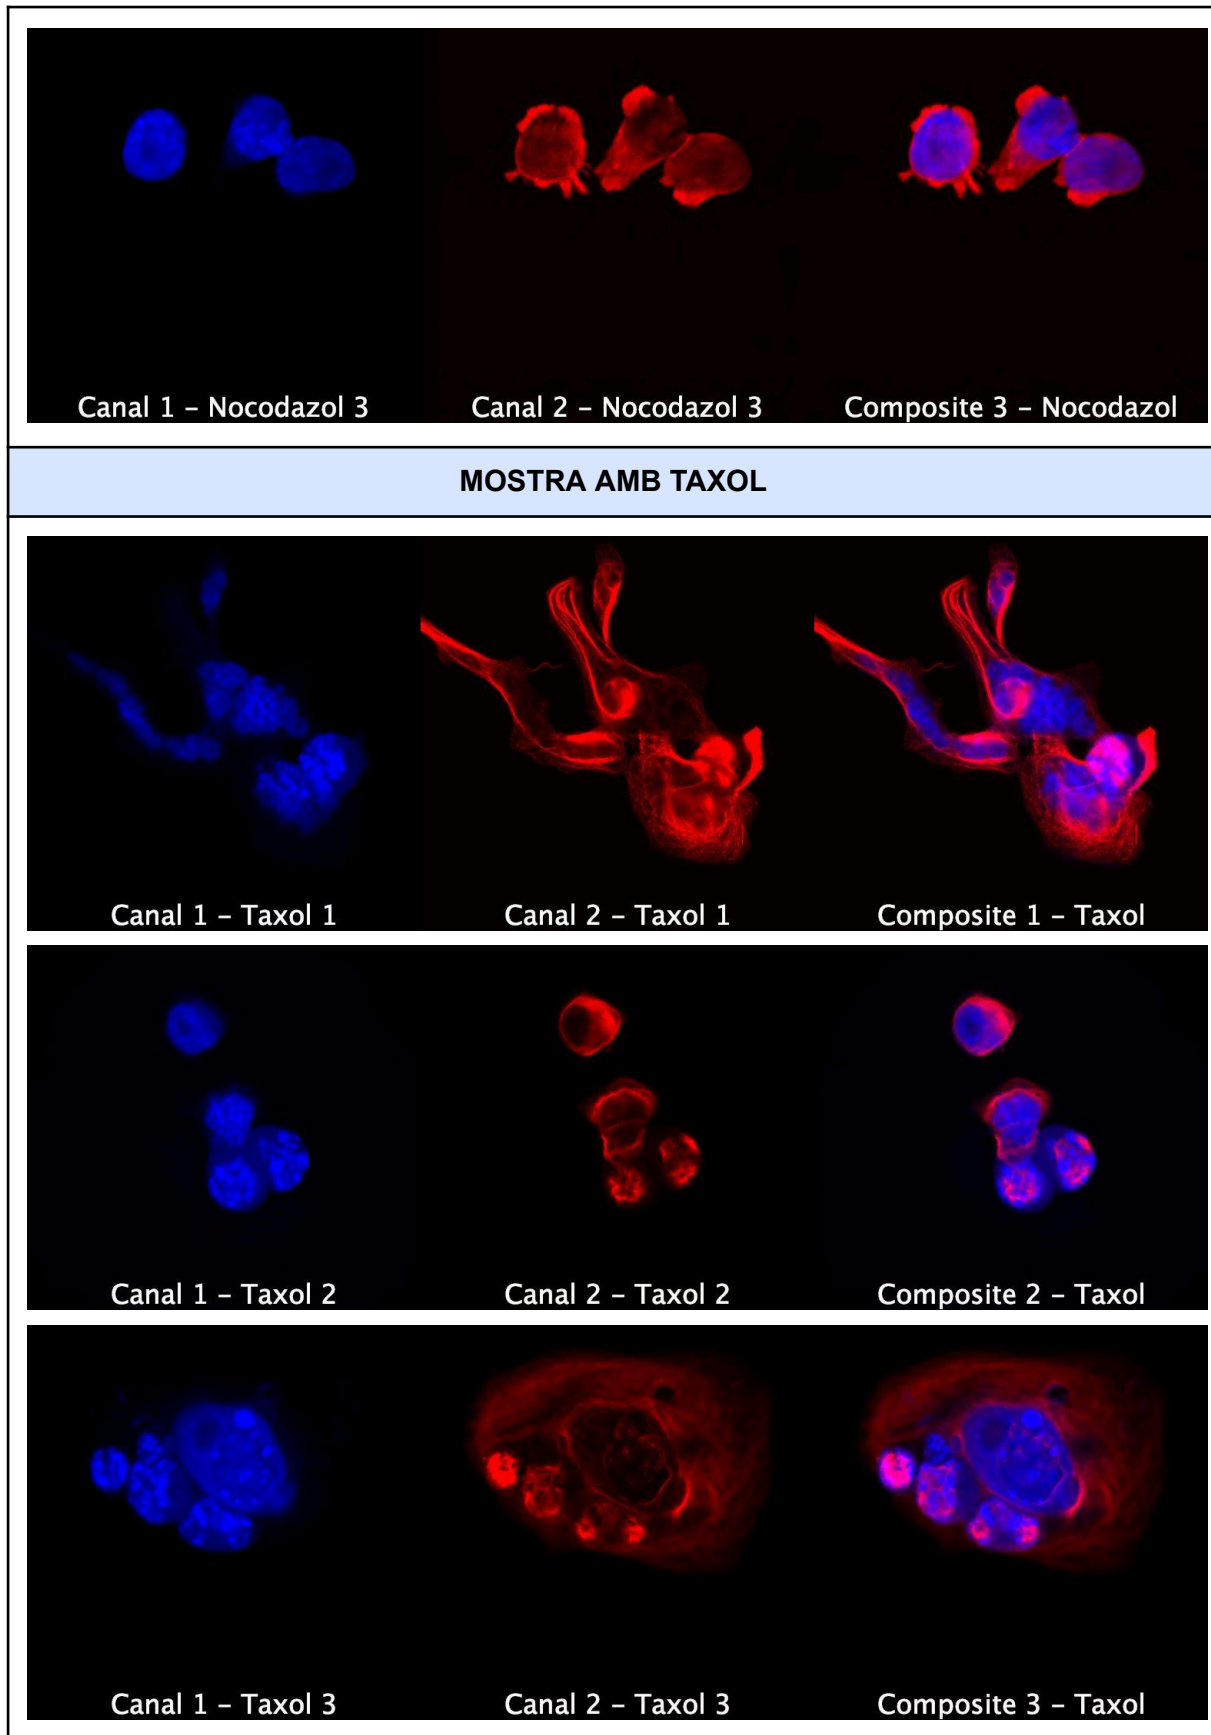 Canal 1 – Nocodazol 3
Canal 2 – Nocodazol 3
Composite 3 – Nocodazol
MOSTRA AMB TAXOL
Canal 1 – Taxol 1
Canal 2 – Taxol 1
Composite 1 – Taxol
Canal 1 – Taxol 2
Canal 2 – Taxol 2
Composite 2 – Taxol
Canal 1 – Taxol 3
Canal 2 – Taxol 3
Composite 3 – Taxol